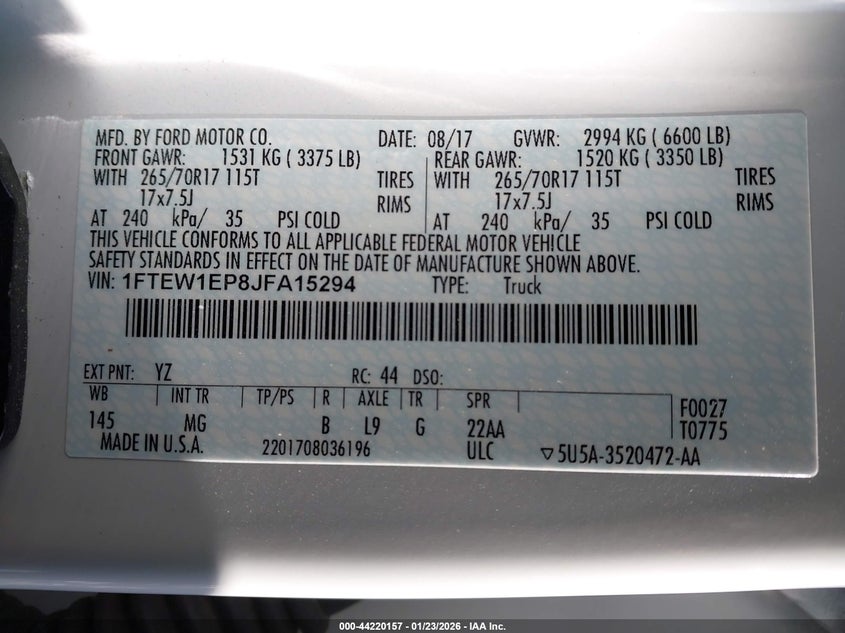 MFD. BY FORD MOTOR CO. DATE: 08/17 GVWR: 2994 KG ( 6600 LB)
FRONT GAWR: 1531 KG ( 3375 LB) REAR GAWR: 1520 KG ( 3350 LB)
WITH 265/70R17 115T TIRES WITH 265/70R17 115T TIRES
17x7.5J RIMS 17x7.5J RIMS
AT 240 kPa/ 35 PSI COLD AT 240 kPa/ 35 PSI COLD
THIS VEHICLE CONFORMS TO ALL APPLICABLE FEDERAL MOTOR VEHICLE
SAFETY STANDARDS IN EFFECT ON THE DATE OF MANUFACTURE SHOWN ABOVE.
VIN: 1FTEW1EP8JFA15294 TYPE: Truck
EXT PNT: YZ RC: 44 DSO:
WB INT TR TP/PS R AXLE TR SPR F0027
145 MG B L9 G 22AA T0775
MADE IN U.S.A. 2201708036196 ULC ▽5U5A-3520472-AA
000-44220157 - 01/23/2026 - IAA Inc.